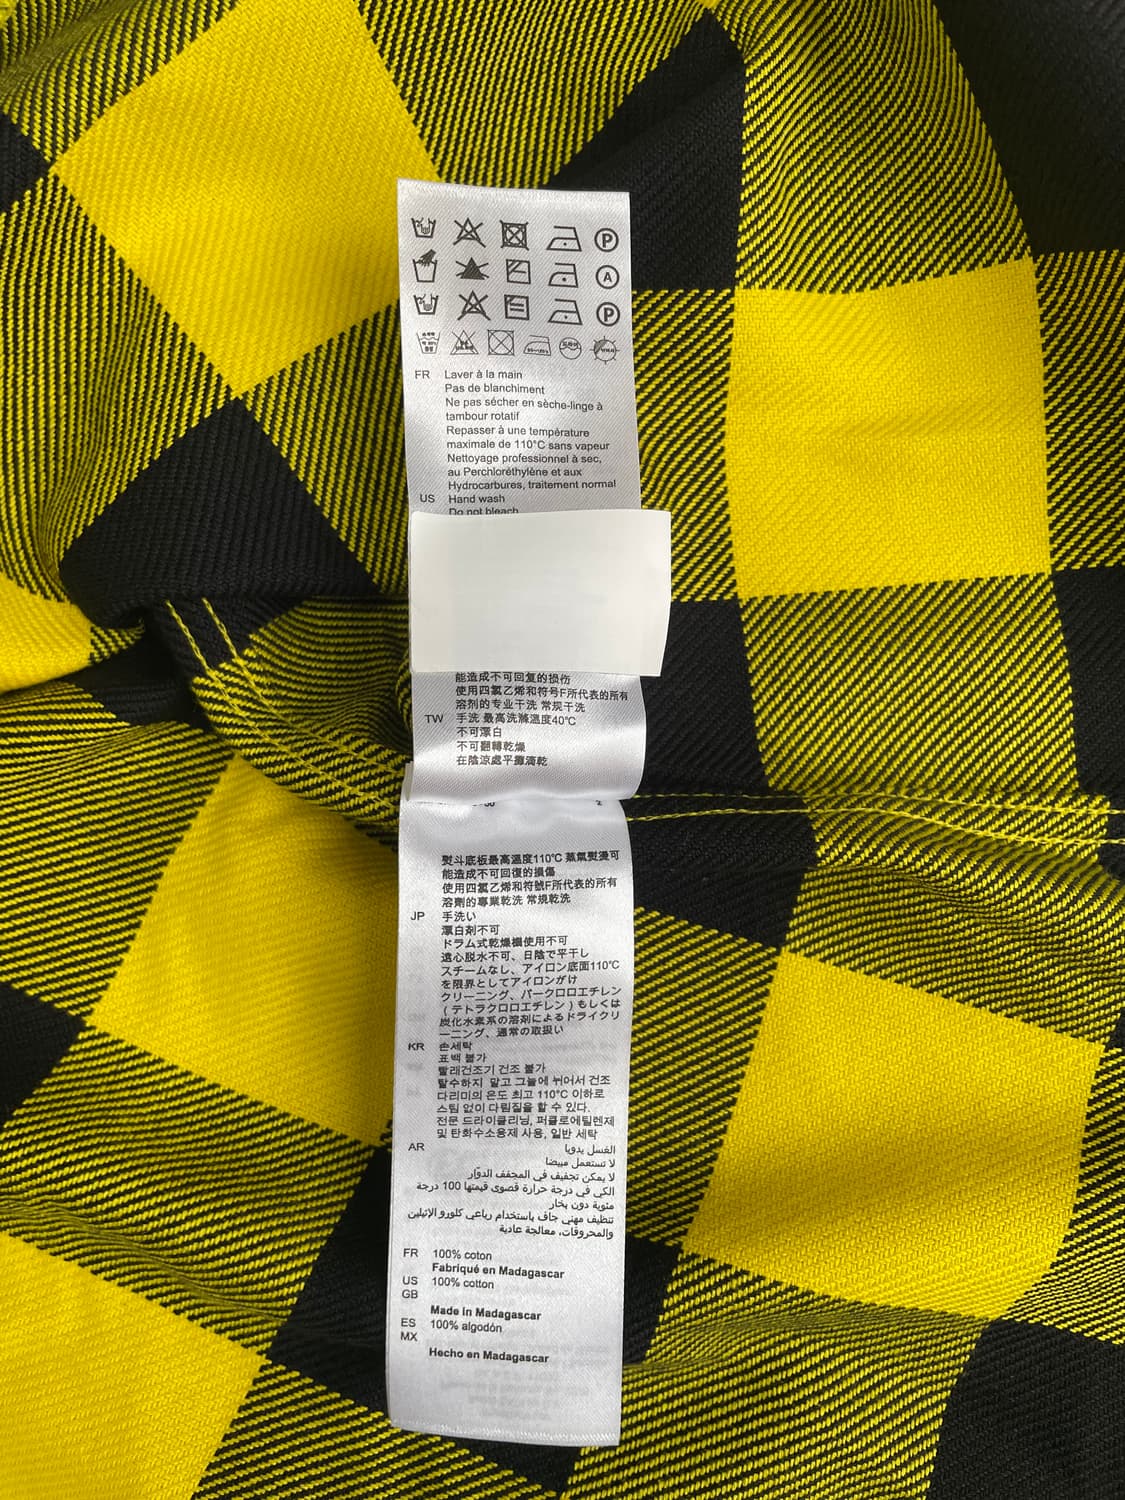 P
A
P
FR Laver à la main
Pas de blanchiment
Ne pas sécher en sèche-linge à
tambour rotatif
Repasser à une température
maximale de 110°C sans vapeur
Nettoyage professionnel à sec,
au Perchloréthylène et aux
Hydrocarbures, traitement normal
US Hand wash
Do not bleach
能造成不可回复的损伤
使用四氯乙烯和符号F所代表的所有
溶剂的专业干洗 常规干洗
TW 手洗 最高洗滌溫度40℃
不可漂白
不可翻轉乾燥
在陰涼處平攤滴乾
2
熨斗底板最高溫度110℃ 蒸氣熨燙可
能造成不可回復的損傷
使用四氯乙烯和符號F所代表的所有
溶劑的專業乾洗 常規乾洗
JP 手洗い
漂白剤不可
ドラム式乾燥機使用不可
遠心脱水不可、日陰で平干し
スチームなし、アイロン底面110℃
を限界としてアイロンがけ
クリーニング、パークロロエチレン
(テトラクロロエチレン)もしくは
炭化水素系の溶剤によるドライクリ
ーニング、通常の取扱い
KR 손세탁
표백 불가
빨래건조기 건조 불가
탈수하지 말고 그늘에 뉘어서 건조
다리미의 온도 최고 110°C 이하로
스팀 없이 다림질을 할 수 있다.
전문 드라이클리닝, 퍼클로에틸렌제
및 탄화수소용제 사용, 일반 세탁
AR الغسل يدويا
لا تستعمل مبيضا
لا يمكن تجفيف في المجفف الدوّار
الكي في درجة حرارة قصوى قيمتها 100 درجة
مئوية دون بخار
تنظيف مهني جاف باستخدام رباعي كلورو الإثيلين
والمحروقات، معالجة عادية
FR 100% coton
Fabriqué en Madagascar
US 100% cotton
GB
Made in Madagascar
ES 100% algodón
MX
Hecho en Madagascar